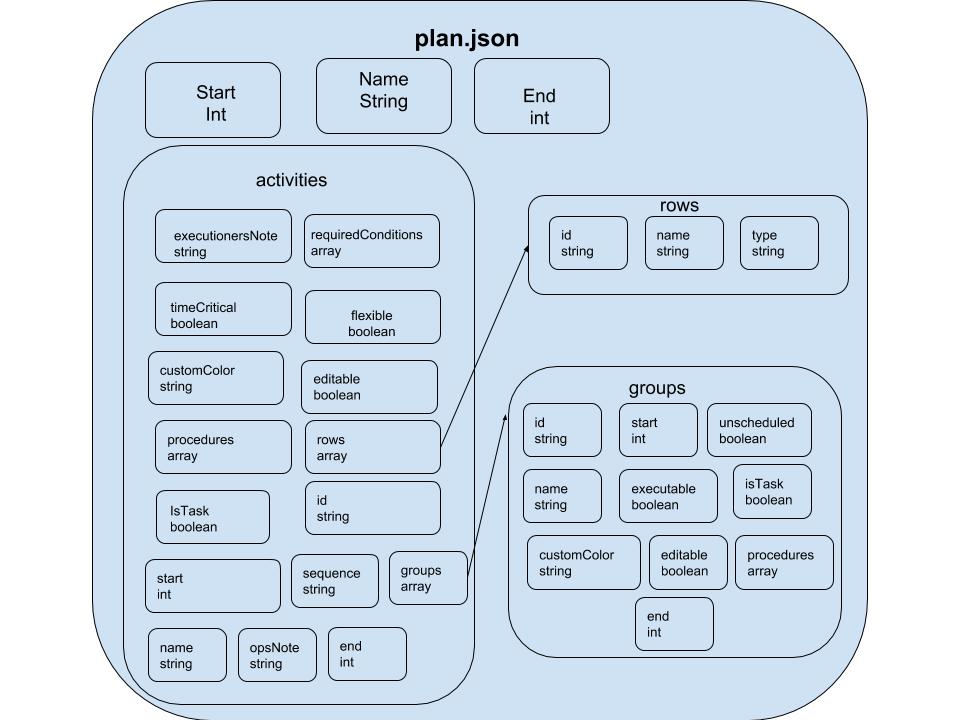 plan.json
Start
Int
Name
String
End
int
activities
executionersNote
string
requiredConditions
array
timeCritical
boolean
flexible
boolean
customColor
string
editable
boolean
procedures
array
rows
array
IsTask
boolean
id
string
start
int
sequence
string
groups
array
name
string
opsNote
string
end
int
rows
id
string
name
string
type
string
groups
id
string
start
int
unscheduled
boolean
name
string
executable
boolean
isTask
boolean
customColor
string
editable
boolean
procedures
array
end
int